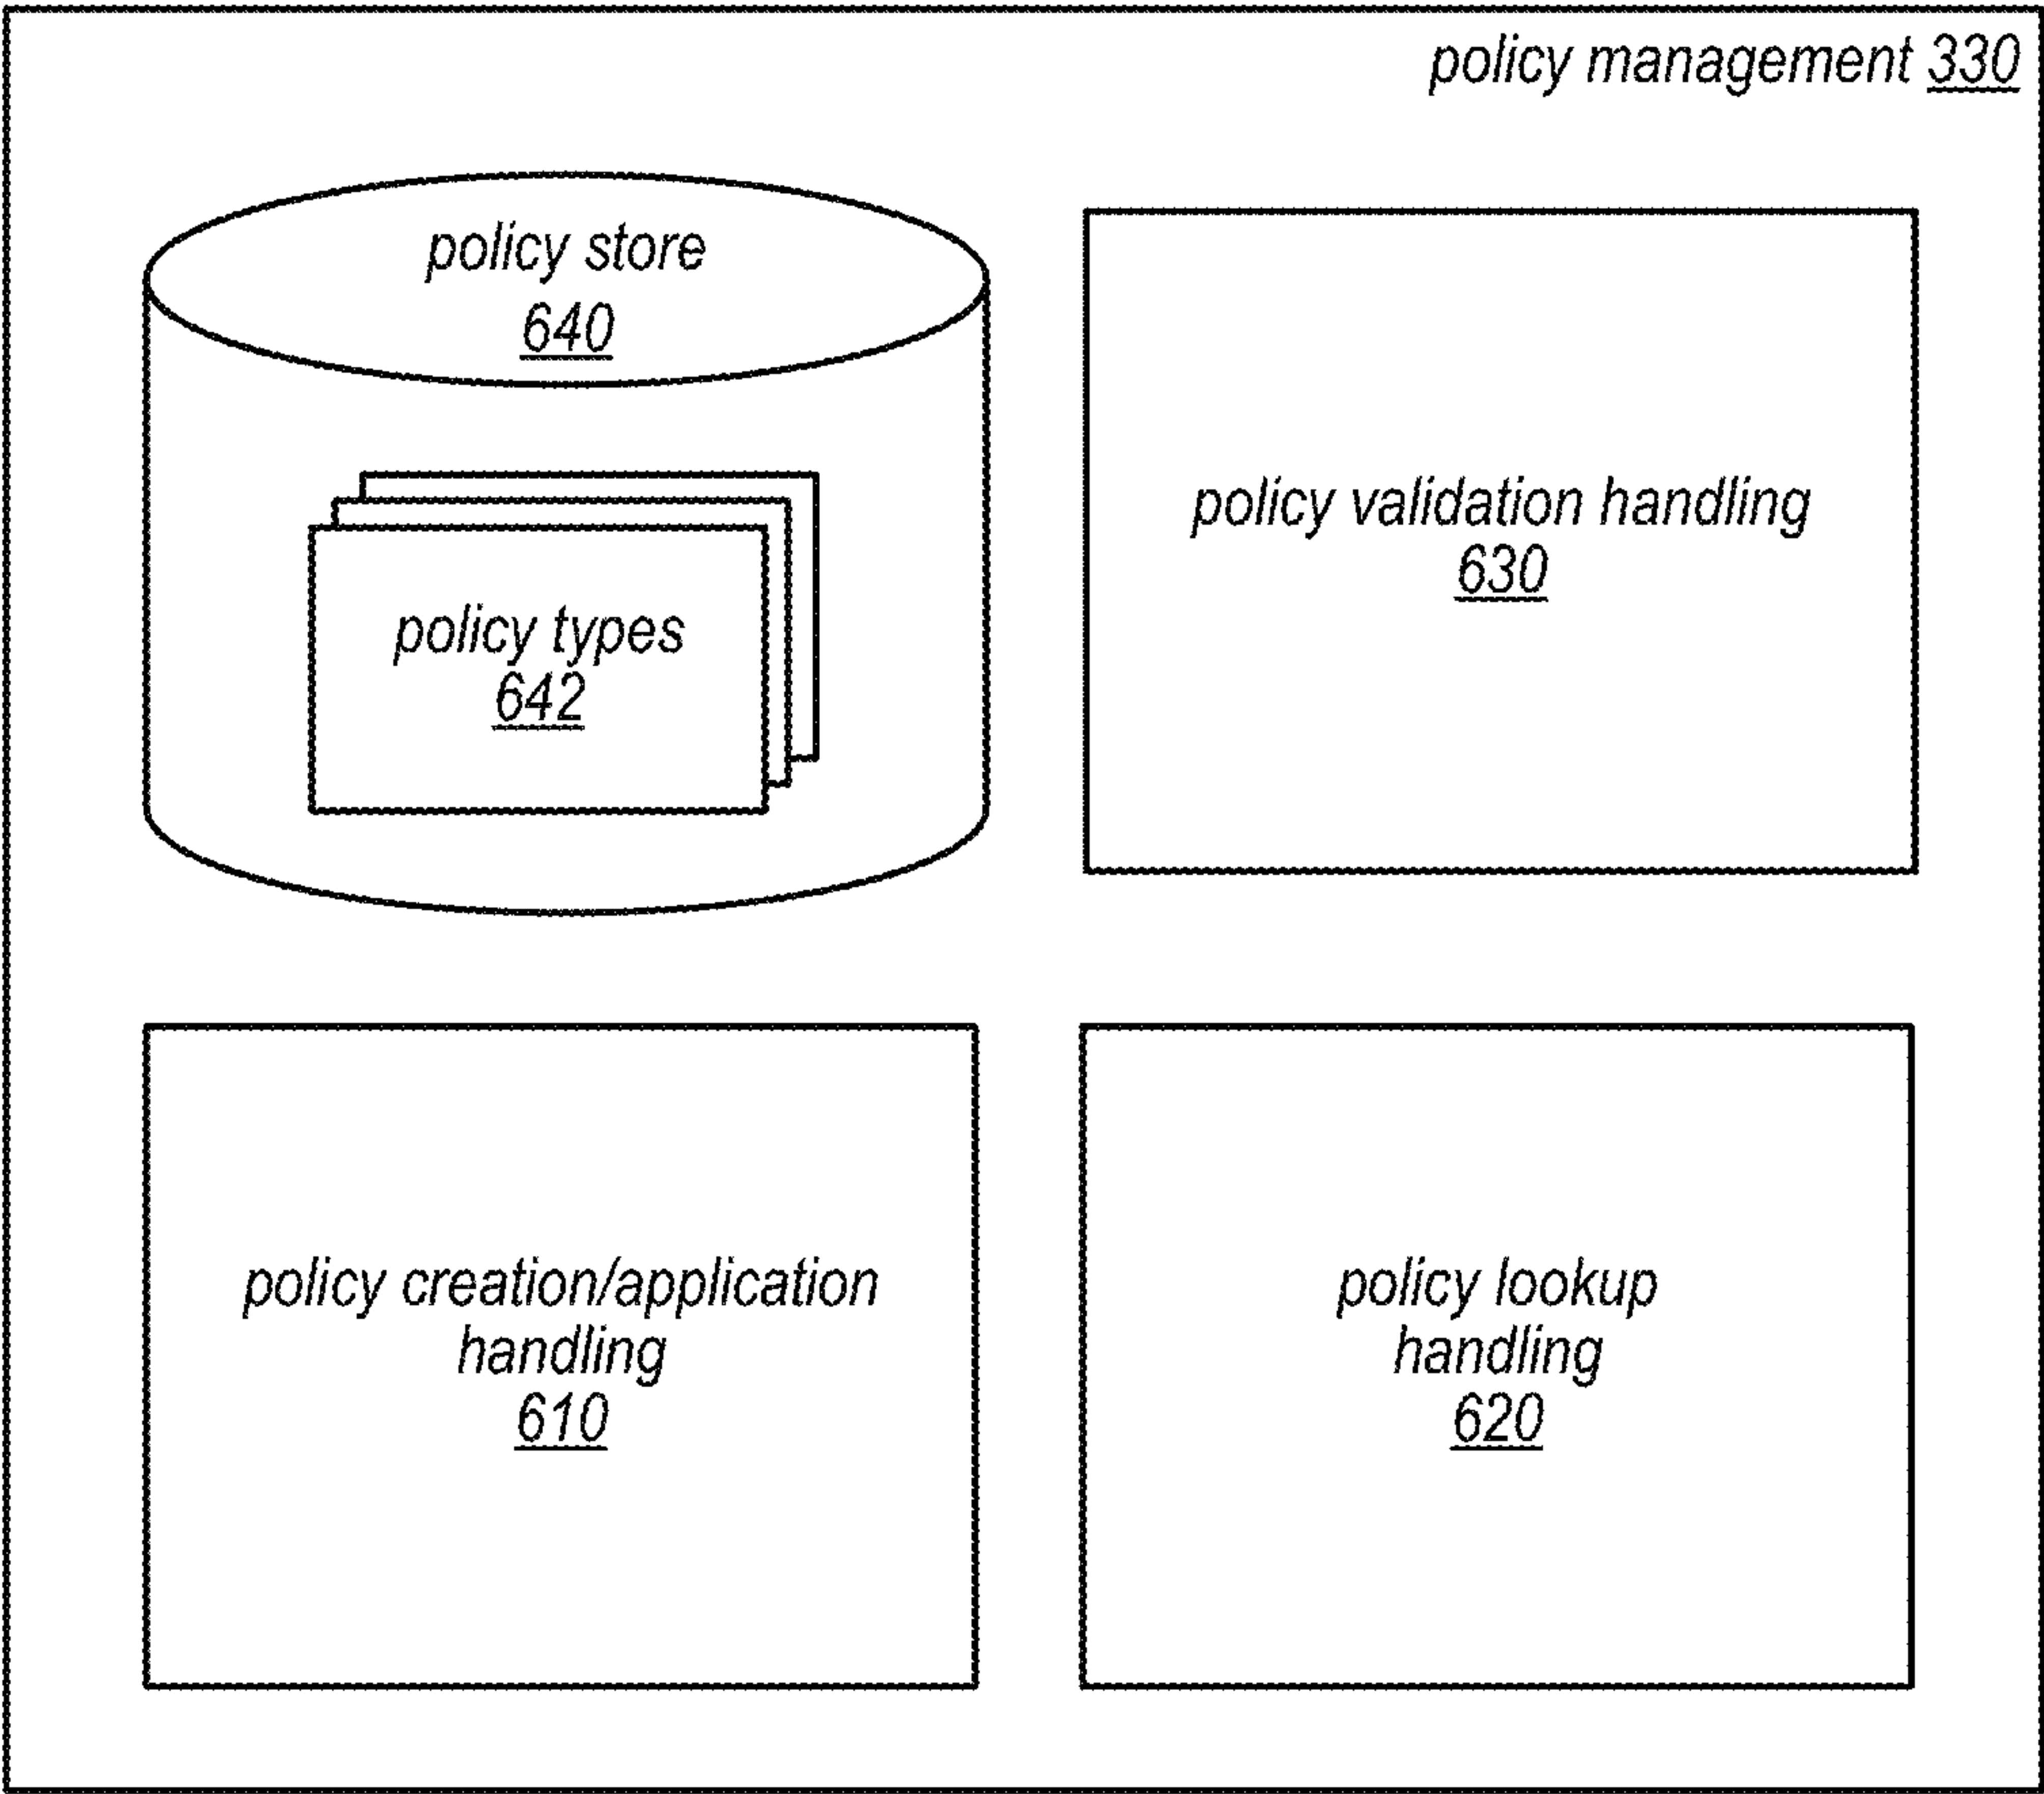 policy management 330
policy store
640
policy types
642
policy validation handling
630
policy creation/application
handling
610
policy lookup
handling
620